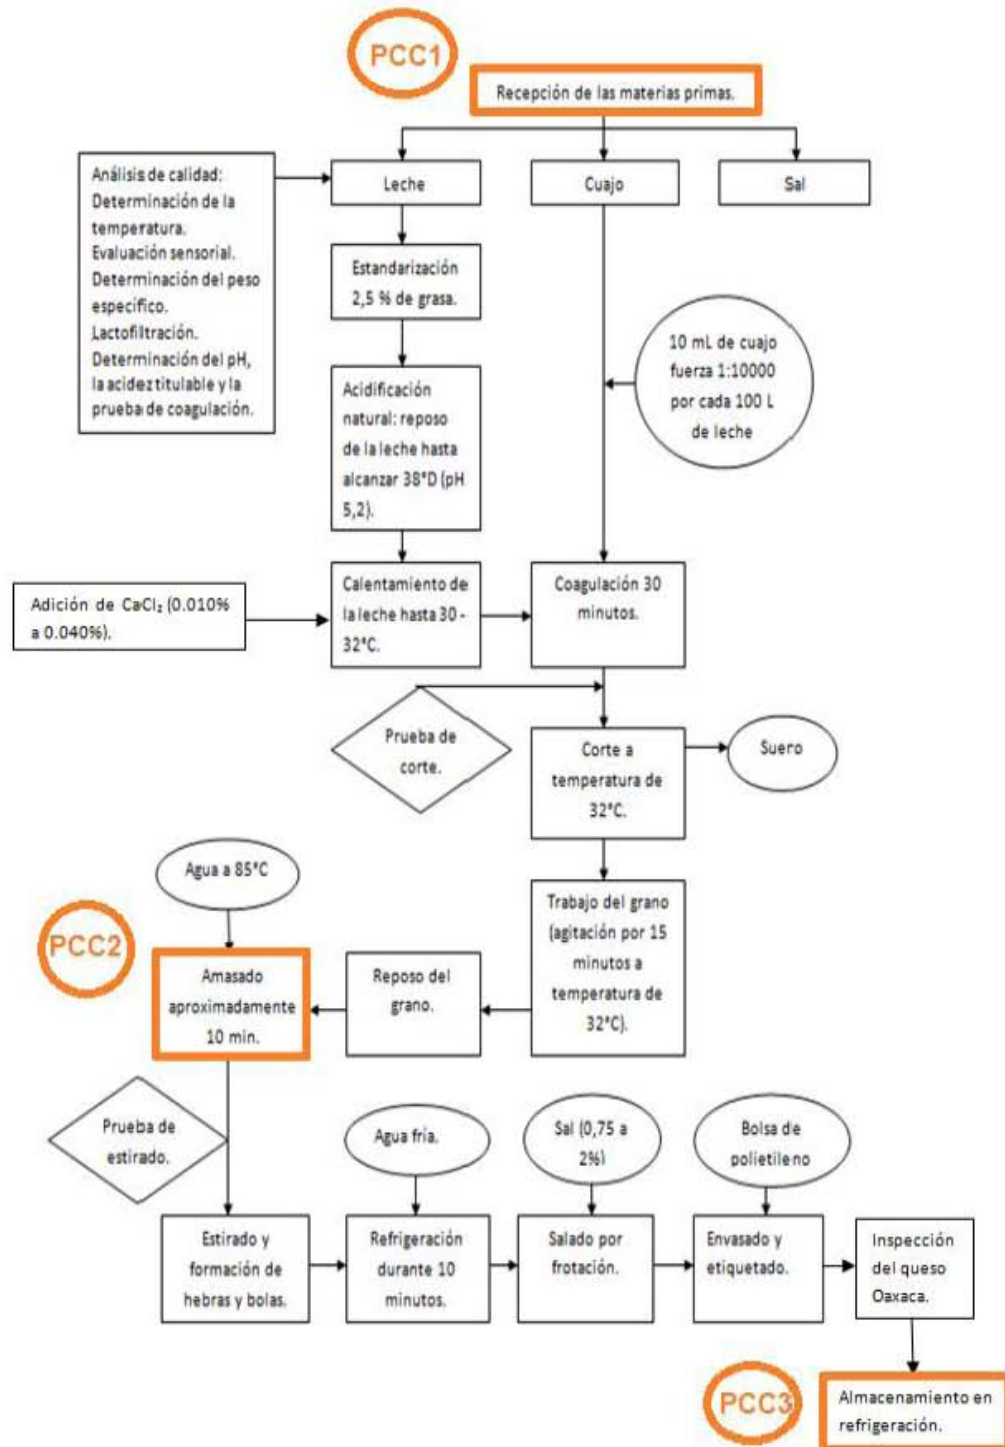 PCC1
Recepción de las materias primas.
Análisis de calidad:
Determinación de la
temperatura.
Evaluación sensorial.
Determinación del peso
específico.
Lactofiltración.
Determinación del pH,
la acidez titulable y la
prueba de coagulación.
Leche
Cuajo
Sal
Estandarización
2,5 % de grasa.
10 mL de cuajo
fuerza 1:10000
por cada 100 L
de leche
Acidificación
natural: reposo
de la leche hasta
alcanzar 38°D (pH
5,2).
Adición de CaCl₂ (0.010%
a 0.040%).
Calentamiento de
la leche hasta 30 -
32°C.
Coagulación 30
minutos.
Prueba de
corte.
Corte a
temperatura de
32°C.
Suero
Agua a 85°C
PCC2
Amasado
aproximadamente
10 min.
Reposo del
grano.
Trabajo del grano
(agitación por 15
minutos a
temperatura de
32°C).
Prueba de
estirado.
Agua fría.
Sal (0,75 a
2%)
Bolsa de
polietileno
Estirado y
formación de
hebras y bolas.
Refrigeración
durante 10
minutos.
Salado por
frotación.
Envasado y
etiquetado.
Inspección
del queso
Oaxaca.
PCC3
Almacenamiento en
refrigeración.